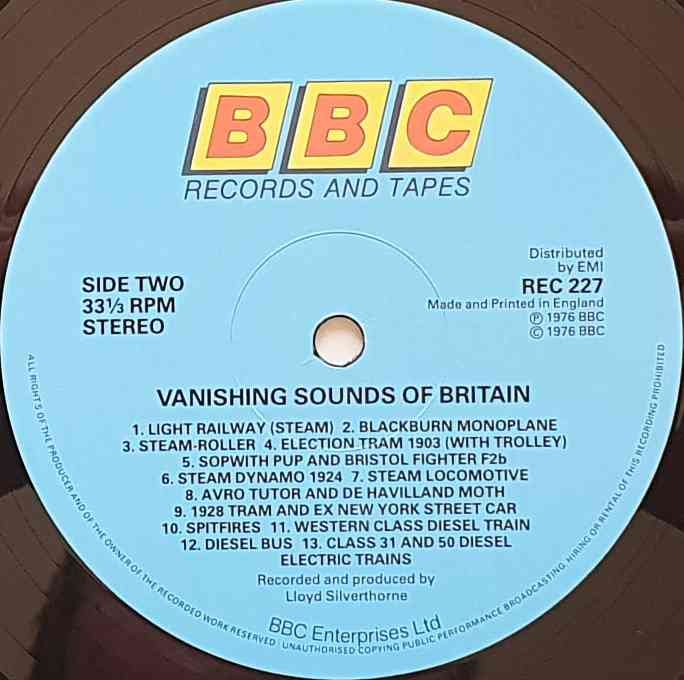 BBC
RECORDS AND TAPES
SIDE TWO
33⅓ RPM
STEREO
Distributed
by EMI
REC 227
Made and Printed in England
Ⓟ 1976 BBC
© 1976 BBC
VANISHING SOUNDS OF BRITAIN
1. LIGHT RAILWAY (STEAM) 2. BLACKBURN MONOPLANE
3. STEAM-ROLLER 4. ELECTION TRAM 1903 (WITH TROLLEY)
5. SOPWITH PUP AND BRISTOL FIGHTER F2b
6. STEAM DYNAMO 1924 7. STEAM LOCOMOTIVE
8. AVRO TUTOR AND DE HAVILLAND MOTH
9. 1928 TRAM AND EX NEW YORK STREET CAR
10. SPITFIRES 11. WESTERN CLASS DIESEL TRAIN
12. DIESEL BUS 13. CLASS 31 AND 50 DIESEL
ELECTRIC TRAINS
Recorded and produced by
Lloyd Silverthorne
BBC Enterprises Ltd
ALL RIGHTS OF THE PRODUCER AND OF THE OWNER OF THE RECORDED WORK RESERVED UNAUTHORISED COPYING PUBLIC PERFORMANCE BROADCASTING HIRING OR RENTAL OF THIS RECORDING PROHIBITED